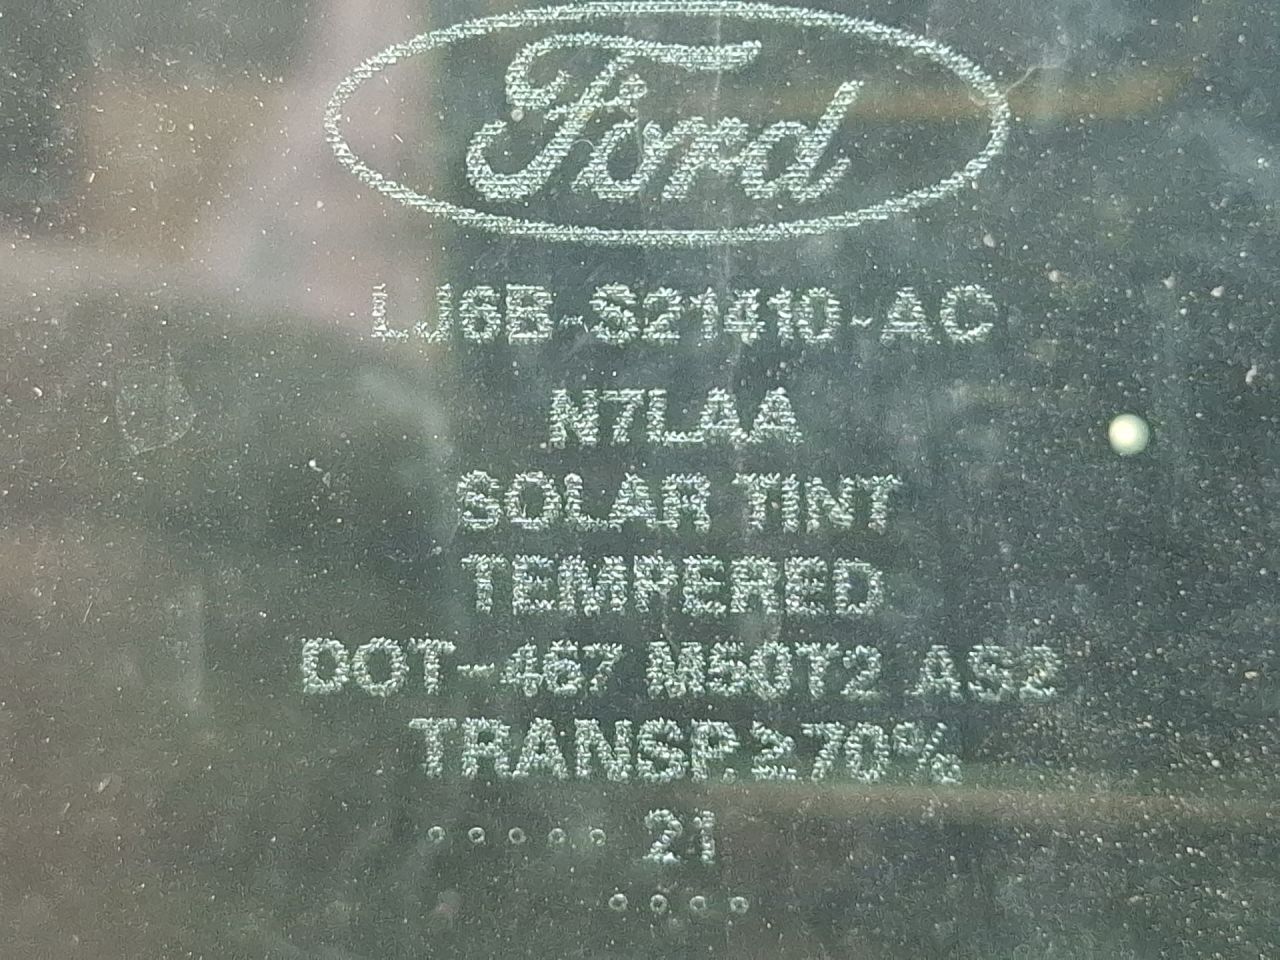 Ford
LJ6B-S21410-AC
N7LAA
SOLAR TINT
TEMPERED
DOT-467 M50T2 AS2
TRANSP.≥70%
21